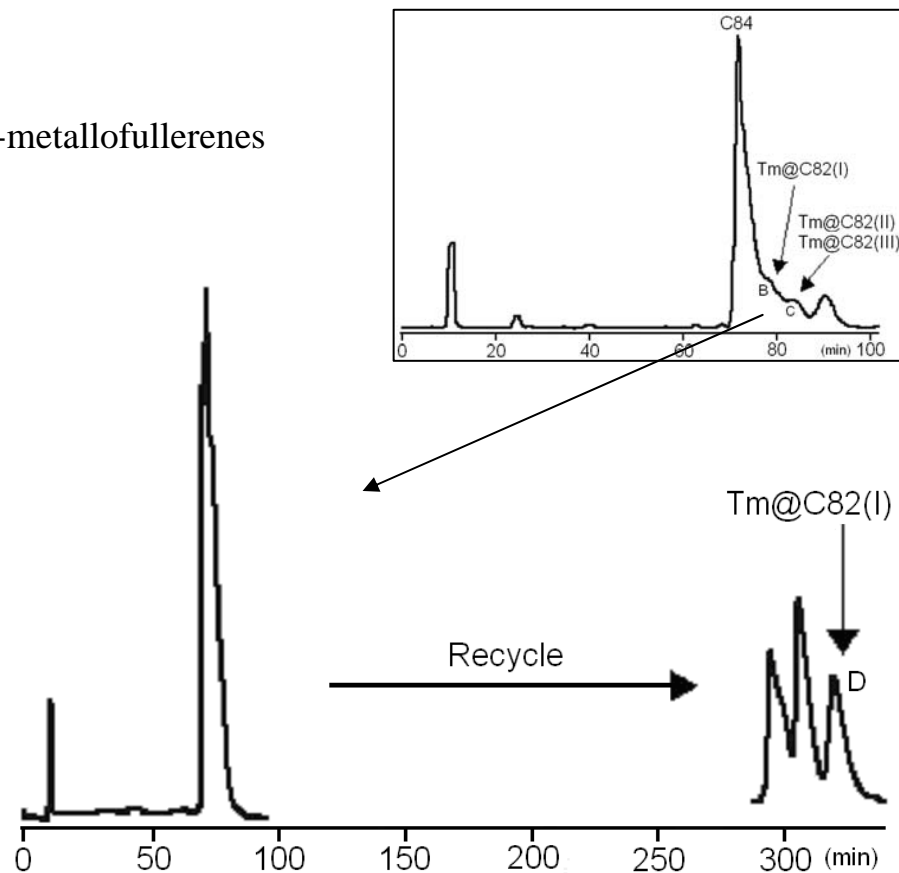 -metallofullerenes
C84
Tm@C82(I)
Tm@C82(II)
Tm@C82(III)
B
C
0 20 40 60 80 (min) 100
Tm@C82(I)
Recycle
D
0 50 100 150 200 250 300 (min)